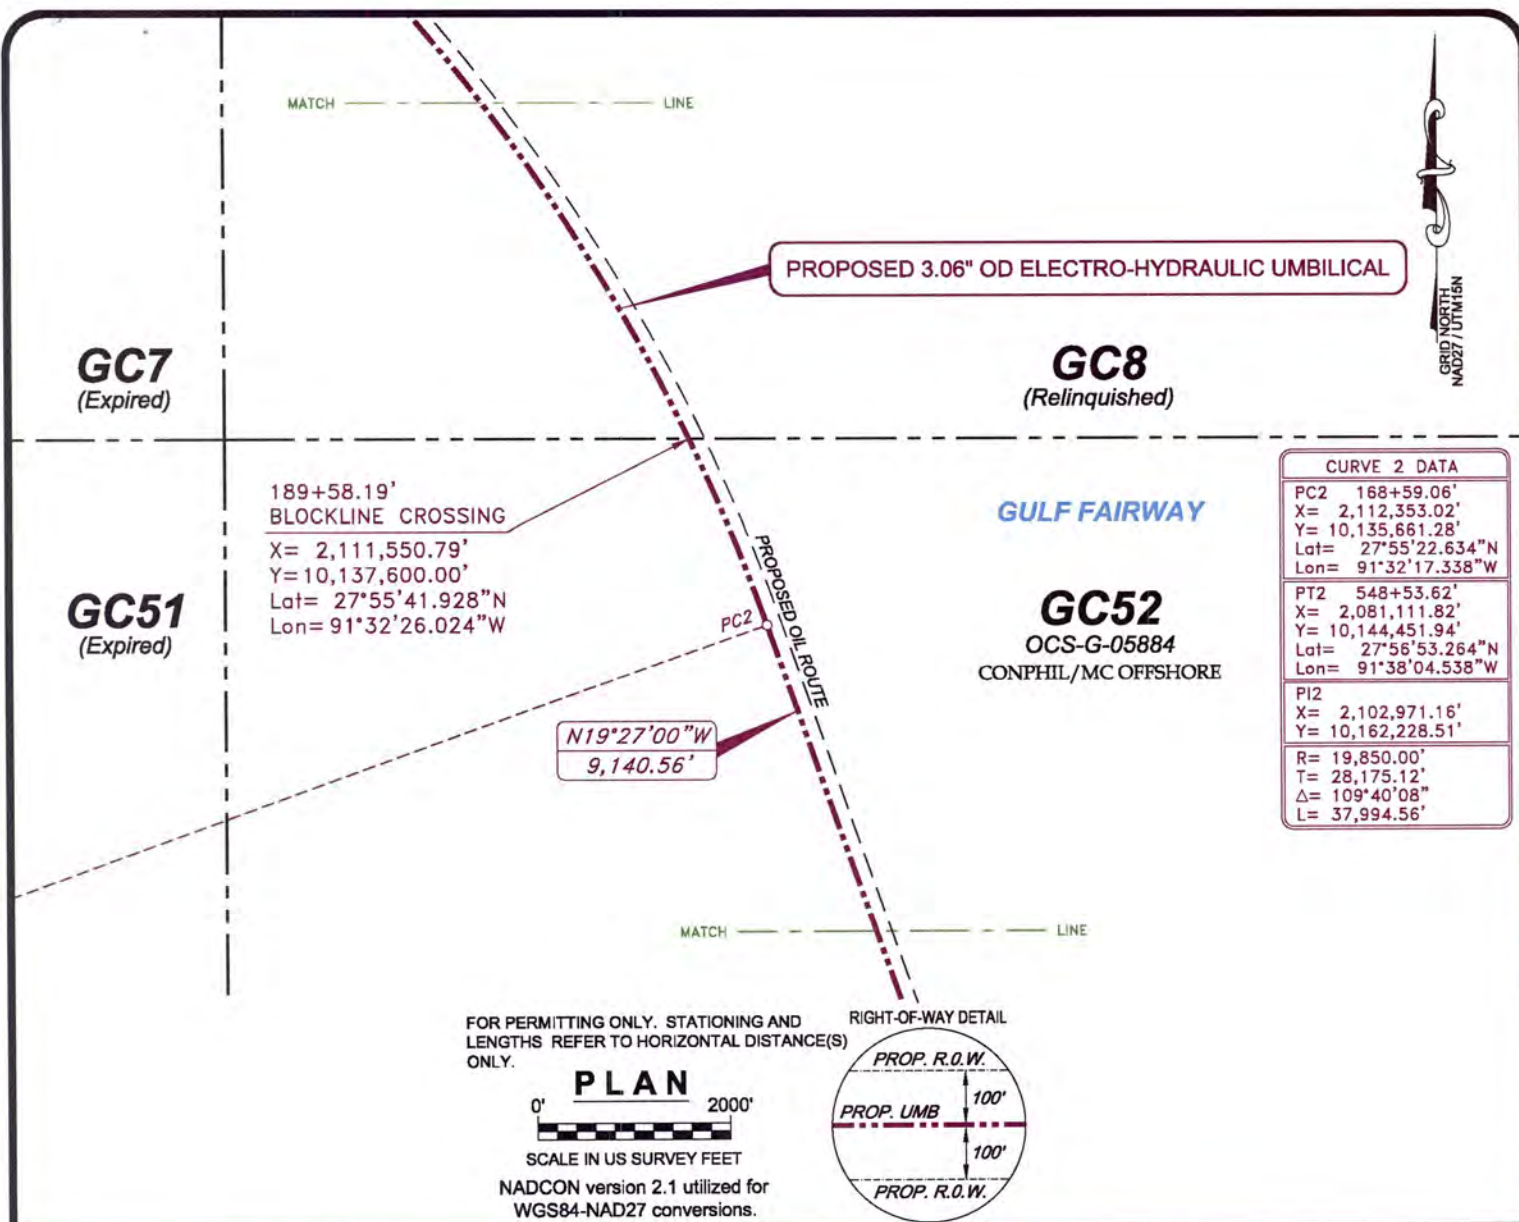 MATCH LINE
PROPOSED 3.06" OD ELECTRO-HYDRAULIC UMBILICAL
GRID NORTH
NAD27 / UTM15N
GC7
(Expired)
GC8
(Relinquished)
189+58.19'
BLOCKLINE CROSSING
X= 2,111,550.79'
Y=10,137,600.00'
Lat= 27°55'41.928"N
Lon= 91°32'26.024"W
GULF FAIRWAY
CURVE 2 DATA
PC2 168+59.06'
X= 2,112,353.02'
Y= 10,135,661.28'
Lat= 27°55'22.634"N
Lon= 91°32'17.338"W
PT2 548+53.62'
X= 2,081,111.82'
Y= 10,144,451.94'
Lat= 27°56'53.264"N
Lon= 91°38'04.538"W
PI2
X= 2,102,971.16'
Y= 10,162,228.51'
R= 19,850.00'
T= 28,175.12'
Δ= 109°40'08"
L= 37,994.56'
GC51
(Expired)
PC2
PROPOSED OIL ROUTE
GC52
OCS-G-05884
CONPHIL/MC OFFSHORE
N19°27'00"W
9,140.56'
MATCH LINE
FOR PERMITTING ONLY. STATIONING AND
LENGTHS REFER TO HORIZONTAL DISTANCE(S)
ONLY.
PLAN
0' 2000'
SCALE IN US SURVEY FEET
NADCON version 2.1 utilized for
WGS84-NAD27 conversions.
RIGHT-OF-WAY DETAIL
PROP. R.O.W.
100'
PROP. UMB
100'
PROP. R.O.W.